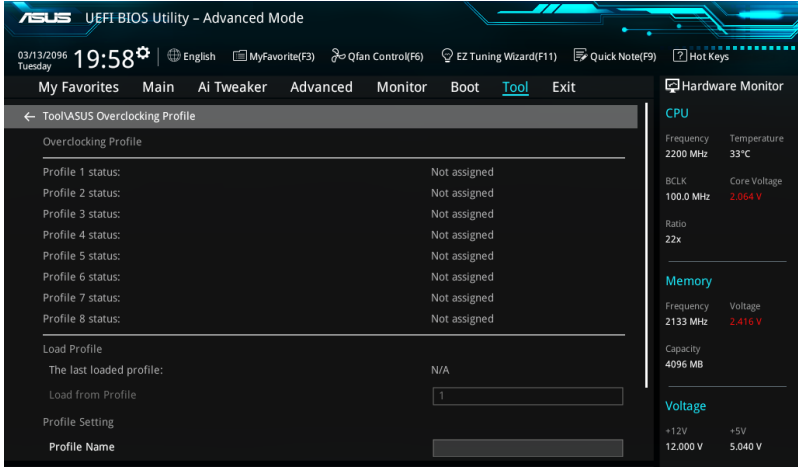 ASUS UEFI BIOS Utility – Advanced Mode
03/13/2096 Tuesday 19:58 English MyFavorite(F3) Qfan Control(F6) EZ Tuning Wizard(F11) Quick Note(F9) ? Hot Keys
My Favorites Main Ai Tweaker Advanced Monitor Boot Tool Exit
← Tool\ASUS Overclocking Profile
Overclocking Profile
Profile 1 status: Not assigned
Profile 2 status: Not assigned
Profile 3 status: Not assigned
Profile 4 status: Not assigned
Profile 5 status: Not assigned
Profile 6 status: Not assigned
Profile 7 status: Not assigned
Profile 8 status: Not assigned
Load Profile
The last loaded profile: N/A
Load from Profile 1
Profile Setting
Profile Name
Hardware Monitor
CPU
Frequency Temperature
2200 MHz 33°C
BCLK Core Voltage
100.0 MHz 2.064 V
Ratio
22x
Memory
Frequency Voltage
2133 MHz 2.416 V
Capacity
4096 MB
Voltage
+12V +5V
12.000 V 5.040 V